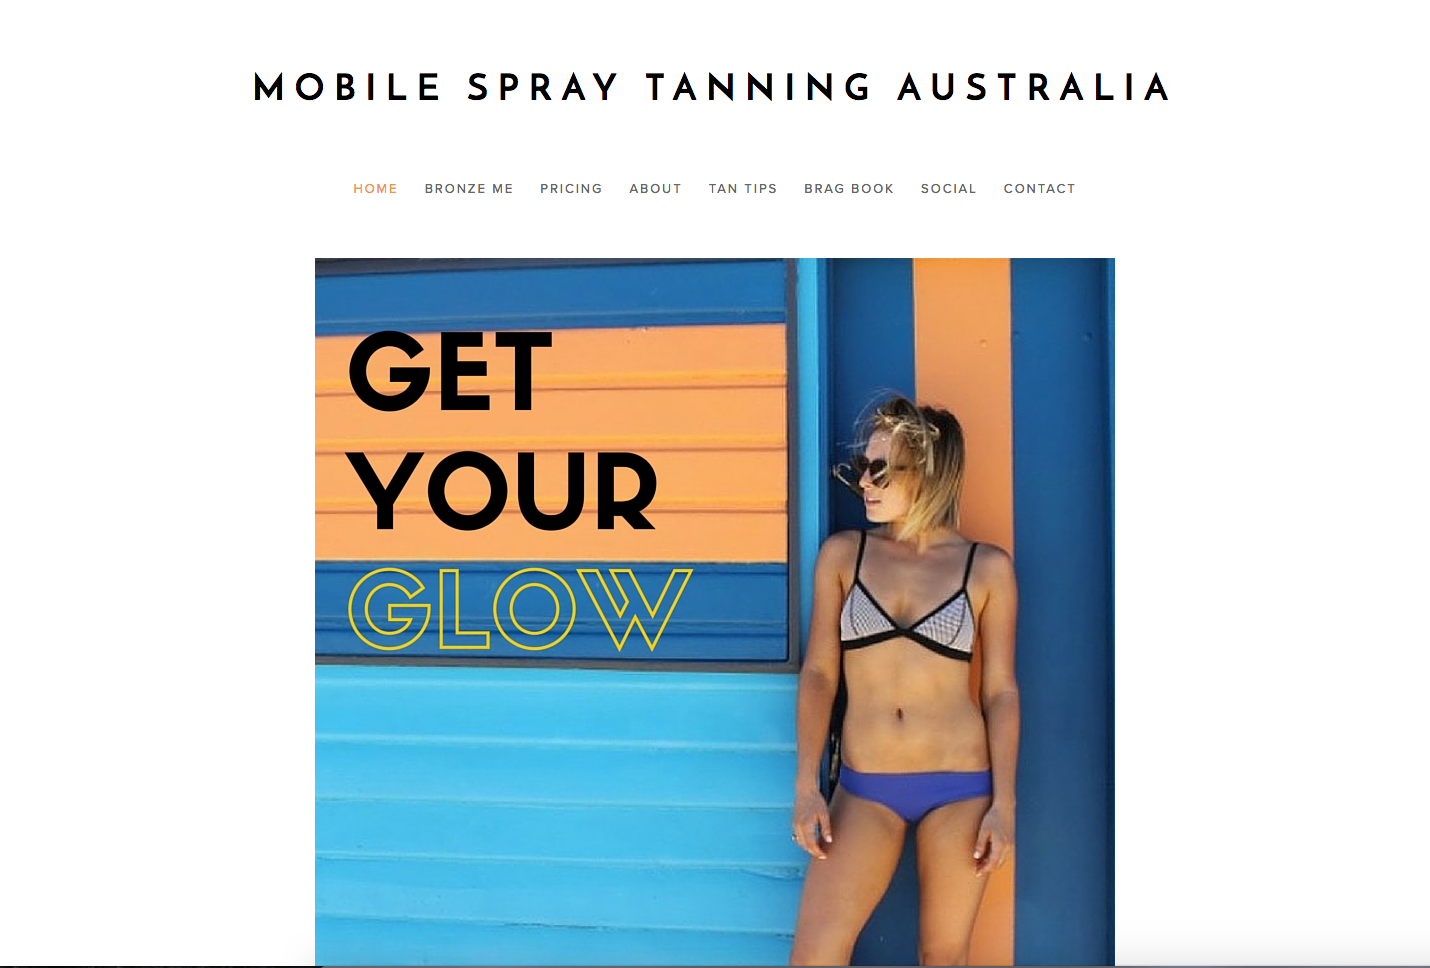 MOBILE SPRAY TANNING AUSTRALIA
HOME BRONZE ME PRICING ABOUT TAN TIPS BRAG BOOK SOCIAL CONTACT
GET
YOUR
GLOW